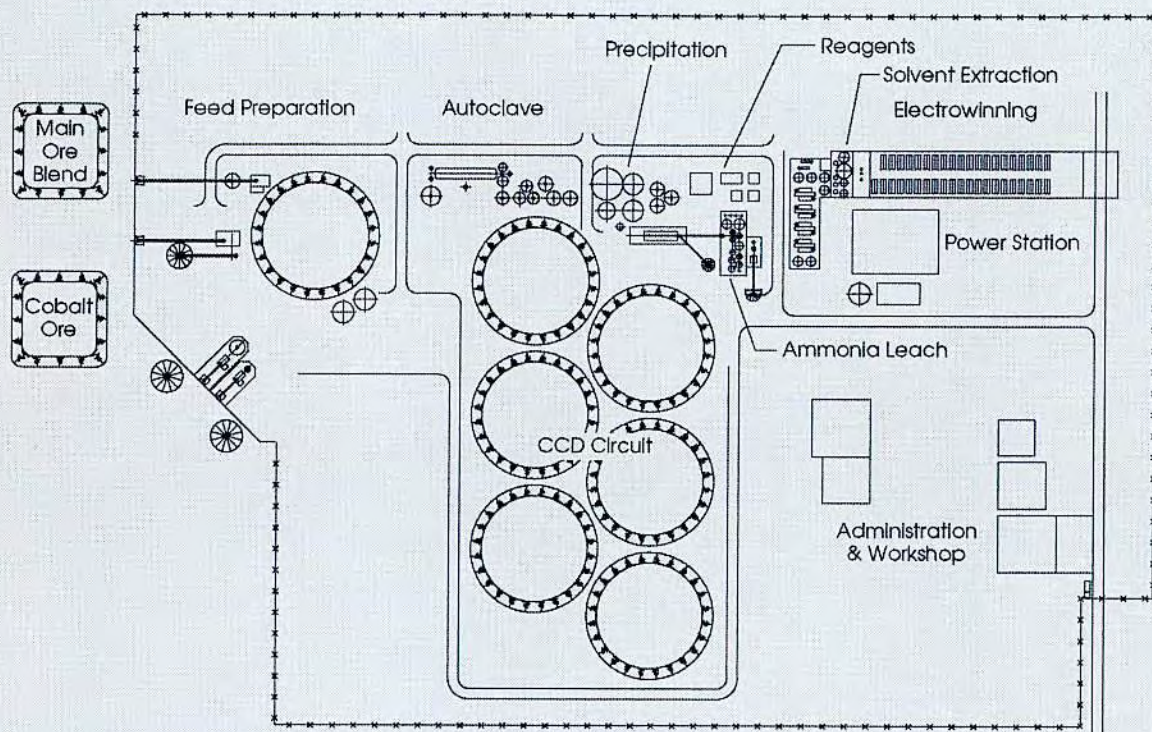 Precipitation
Reagents
Solvent Extraction
Electrowinning
Feed Preparation
Autoclave
Main
Ore
Blend
Power Station
Cobalt
Ore
Ammonia Leach
CCD Circuit
Administration
& Workshop